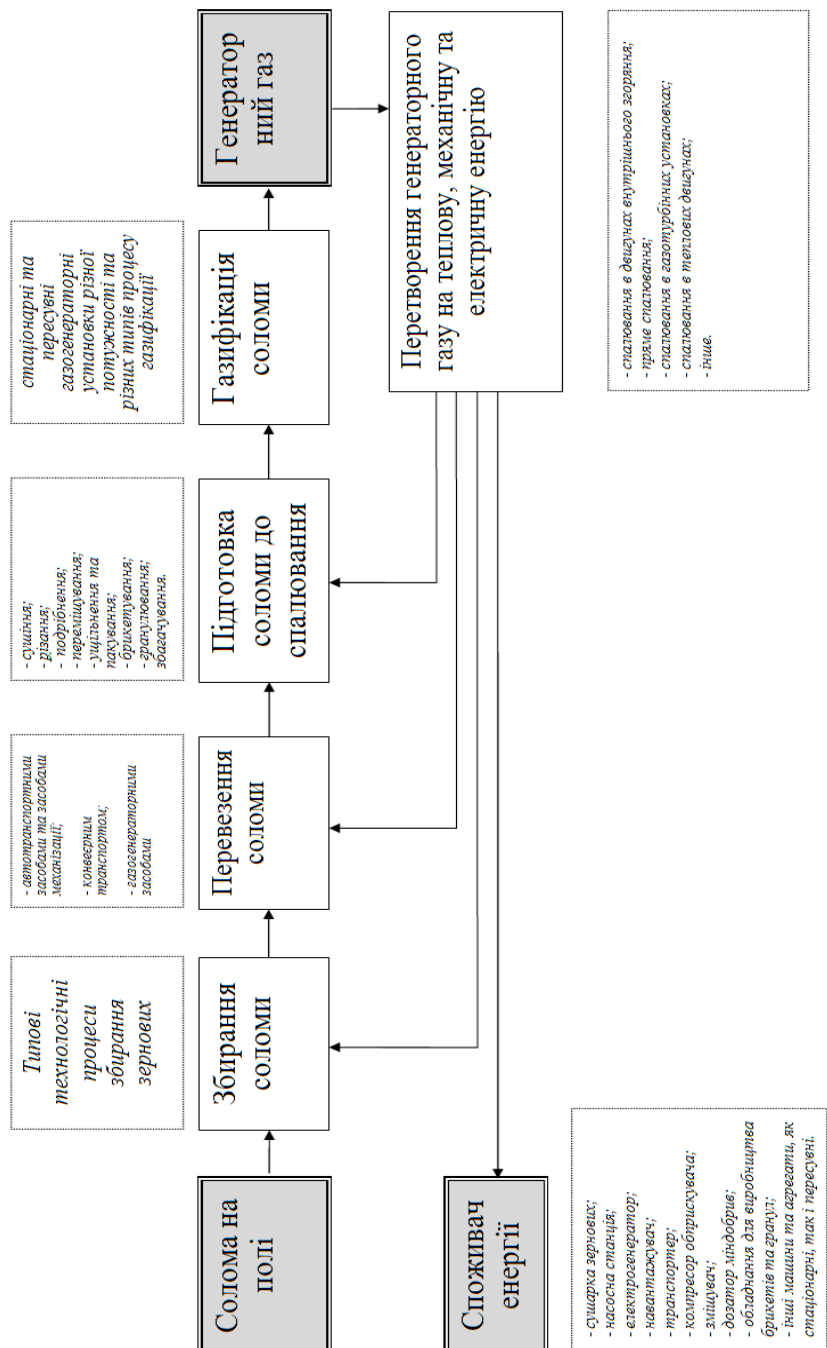 Типові
технологічні
процеси
збирання
зернових
- автотранспортними
засобами та засобами
механізації;
- конвеєрним
транспортом;
- газогенераторними
засобами
- сушіння;
- різання;
- подрібнення;
- переміщування;
- ущільнення та
пакування;
- брикетування;
- гранулювання;
збагачування.
стаціонарні та
пересувні
газогенераторні
установки різної
потужності та
різних типів процесу
газифікації
Солома на
полі
Збирання
соломи
Перевезення
соломи
Підготовка
соломи до
спалювання
Газифікація
соломи
Генератор
ний газ
Споживач
енергії
Перетворення генераторного
газу на теплову, механічну та
електричну енергію
- сушарка зернових;
- насосна станція;
- електрогенератор;
- навантажувач;
- транспортер;
- компресор обприскувача;
- змішувач;
- дозатор міндобрив;
- обладнання для виробництва
брикетів та гранул;
- інші машини та агрегати, як
стаціонарні, так і пересувні.
- спалювання в двигунах внутрішнього згоряння;
- пряме спалювання;
- спалювання в газотурбінних установках;
- спалювання в теплових двигунах;
- інше.